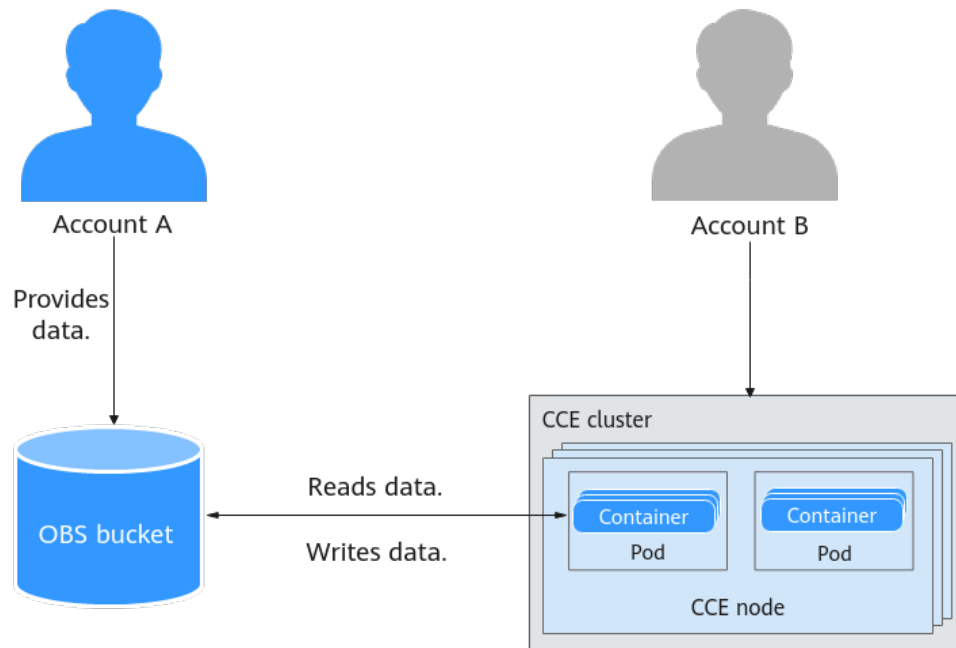 Account A
Account B
Provides
data.
CCE cluster
Reads data.
Writes data.
OBS bucket
Container
Pod
Container
Pod
CCE node